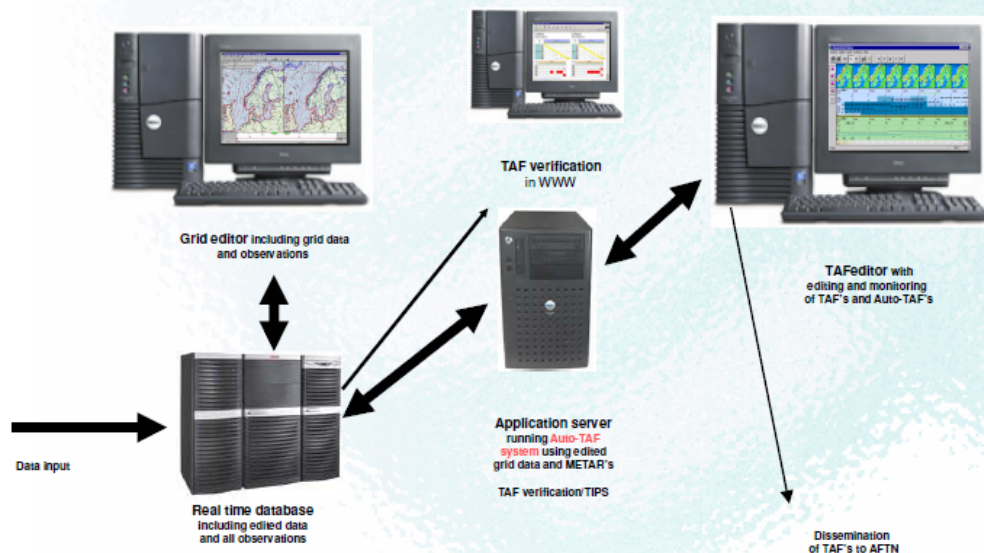 TAF verification
in WWW
Grid editor including grid data
and observations
TAFeditor with
editing and monitoring
of TAF's and Auto-TAF's
Application server
running Auto-TAF
system using edited
grid data and METAR's
TAF verification/TIPS
Data input
Real time database
including edited data
and all observations
Dissemination
of TAF's to AFTN